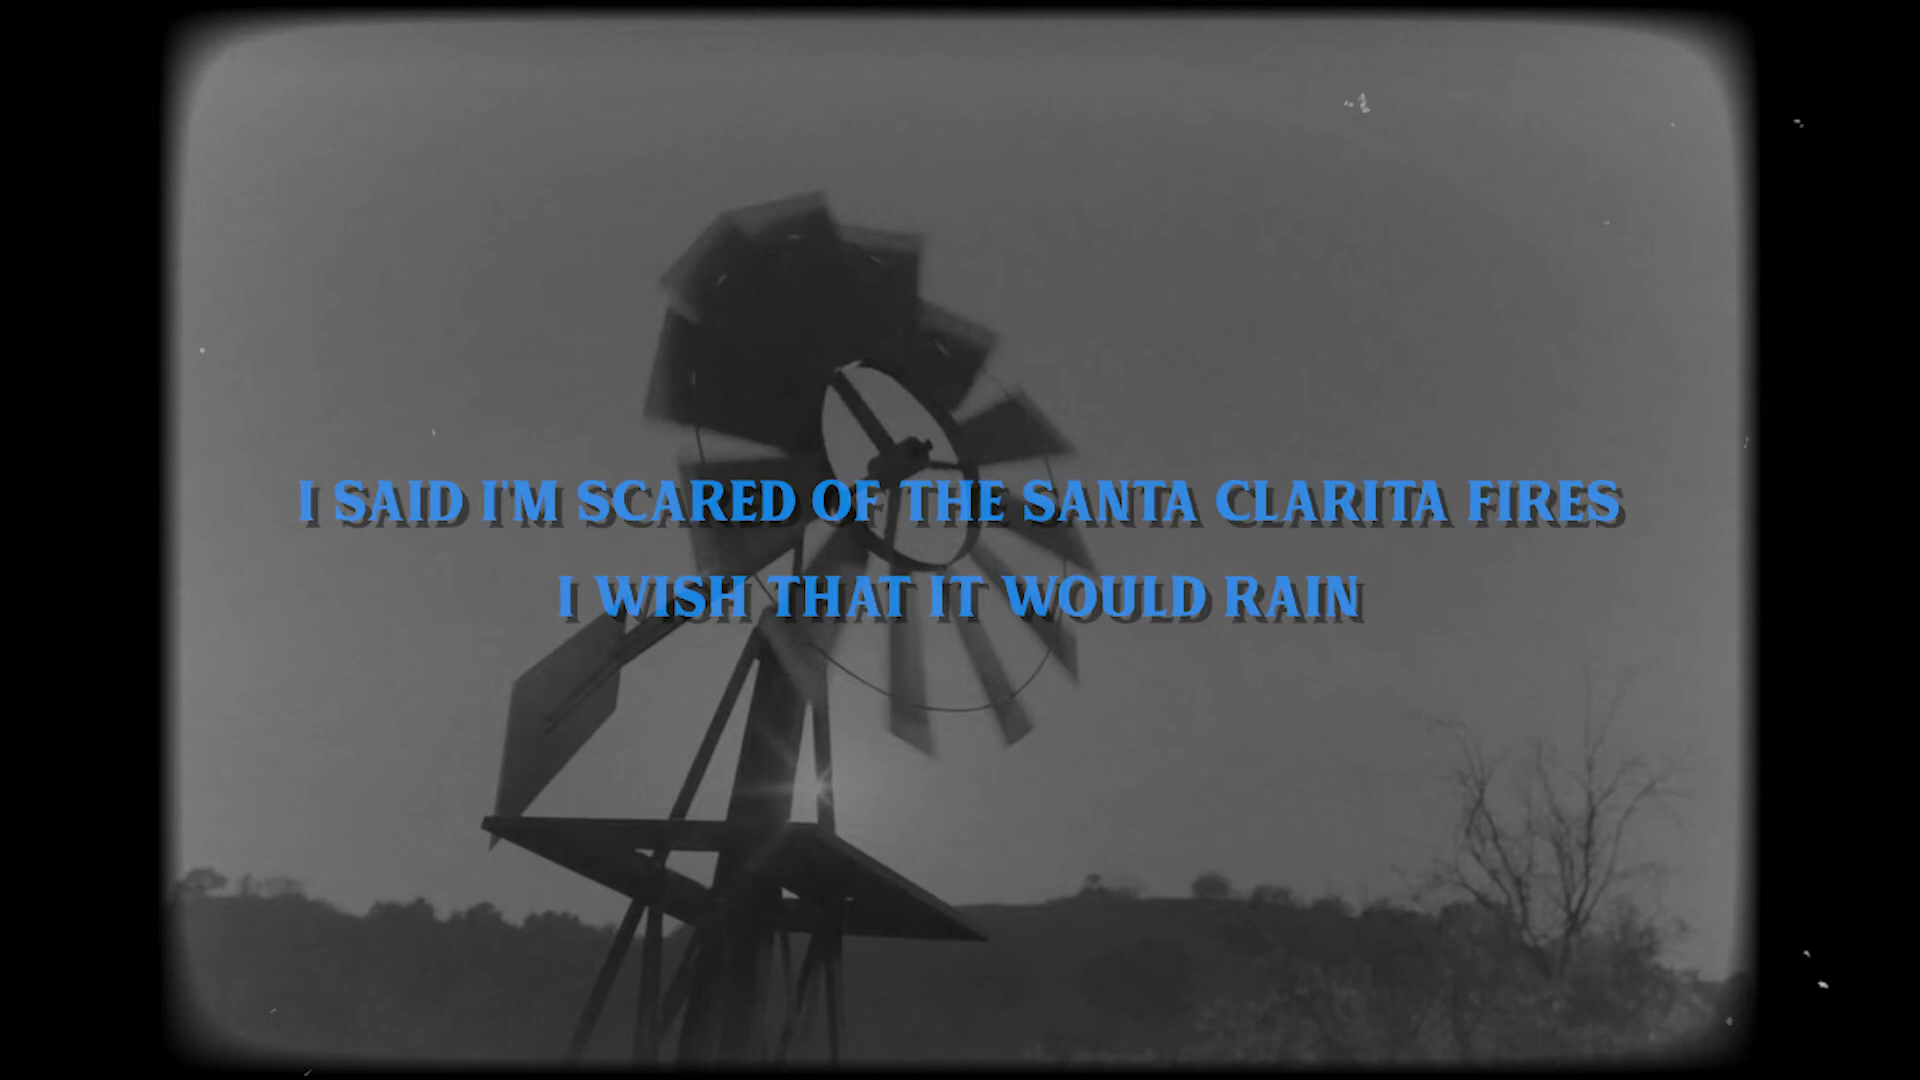 I SAID I'M SCARED OF THE SANTA CLARITA FIRES
I WISH THAT IT WOULD RAIN